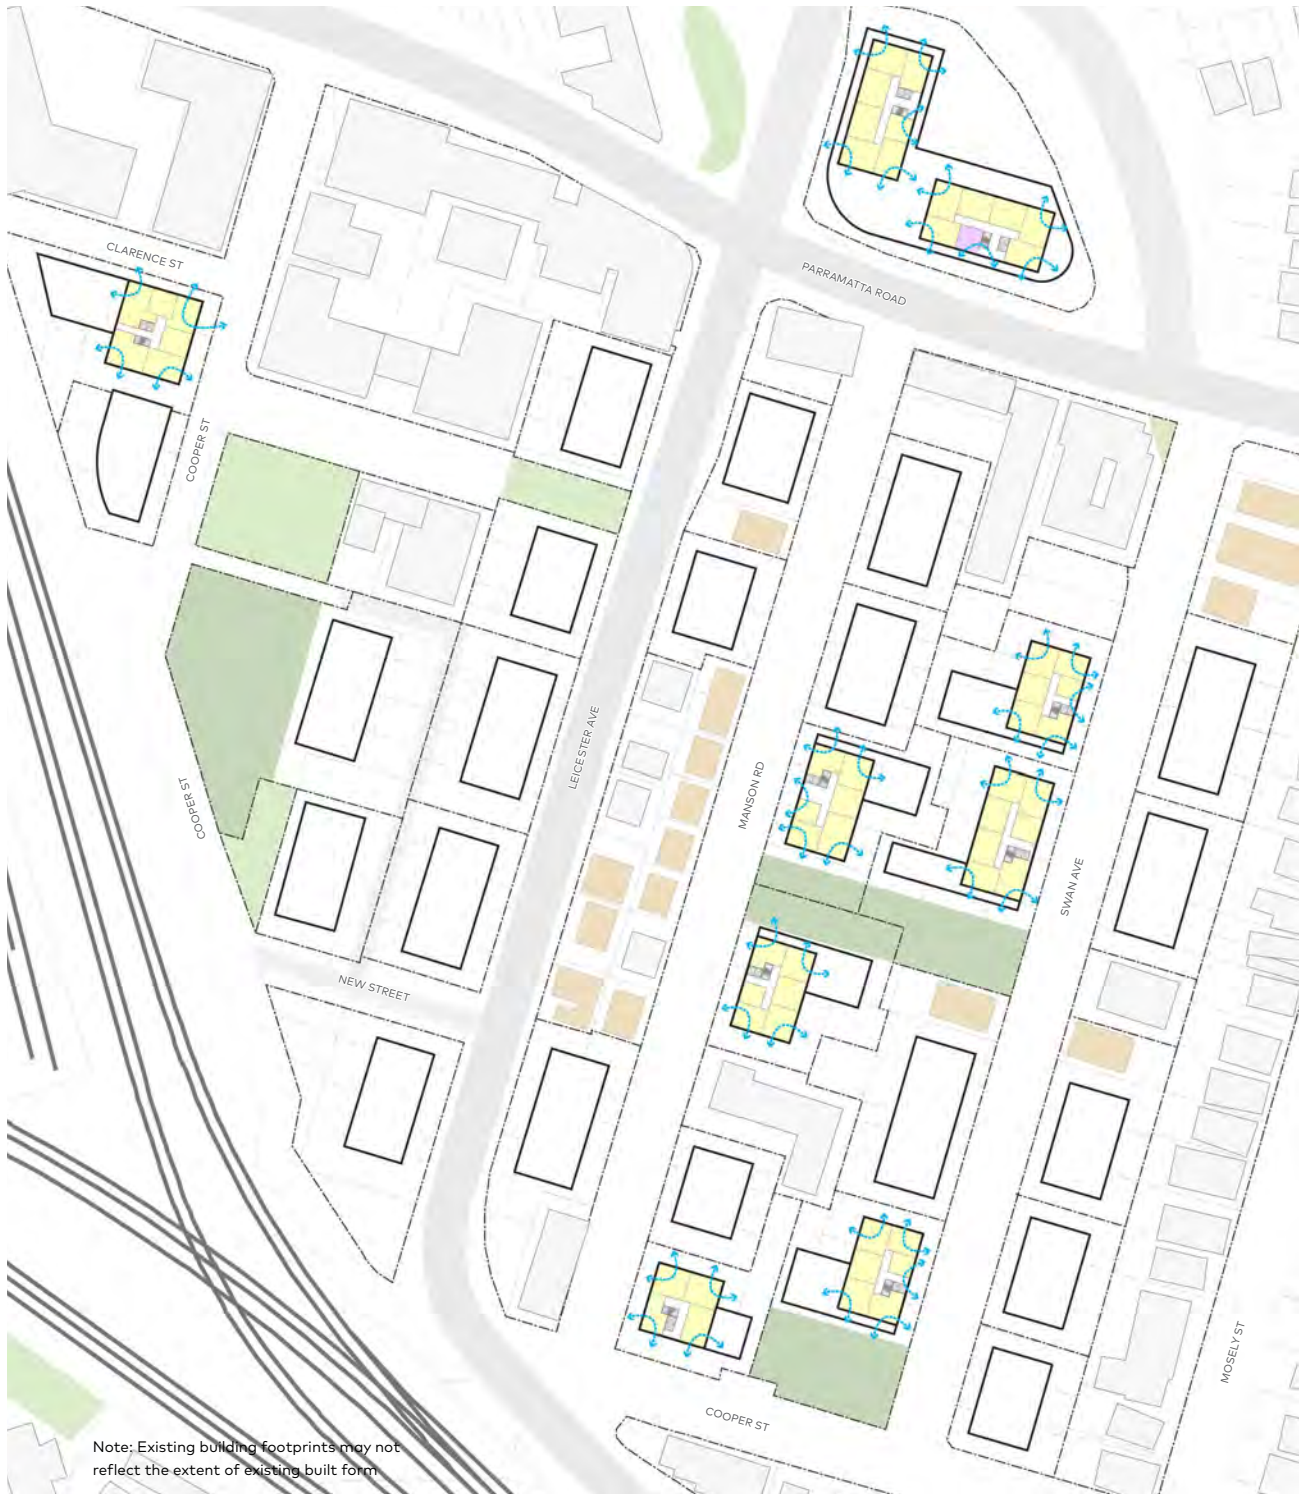 CLARENCE ST
PARRAMATTA ROAD
COOPER ST
LEICESTER AVE
MANSON RD
COOPER ST
SWAN AVE
NEW STREET
MOSELY ST
COOPER ST
Note: Existing building footprints may not
reflect the extent of existing built form